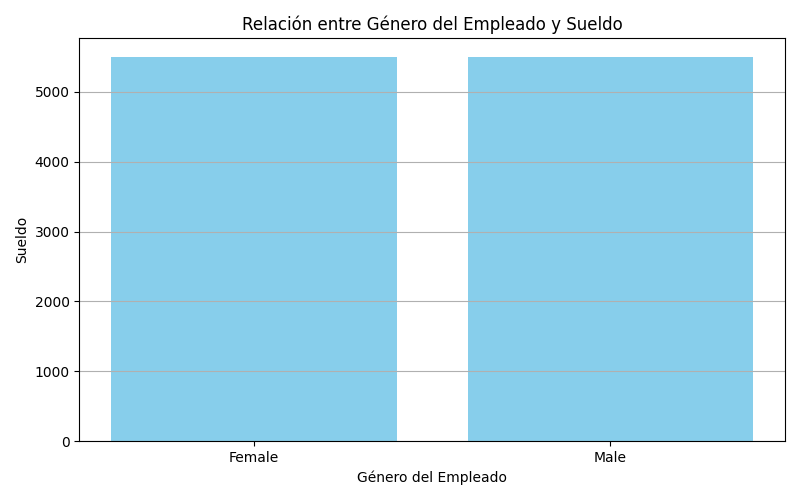 Relación entre Género del Empleado y Sueldo
5000
4000
3000
2000
1000
0
Sueldo
Female Male
Género del Empleado